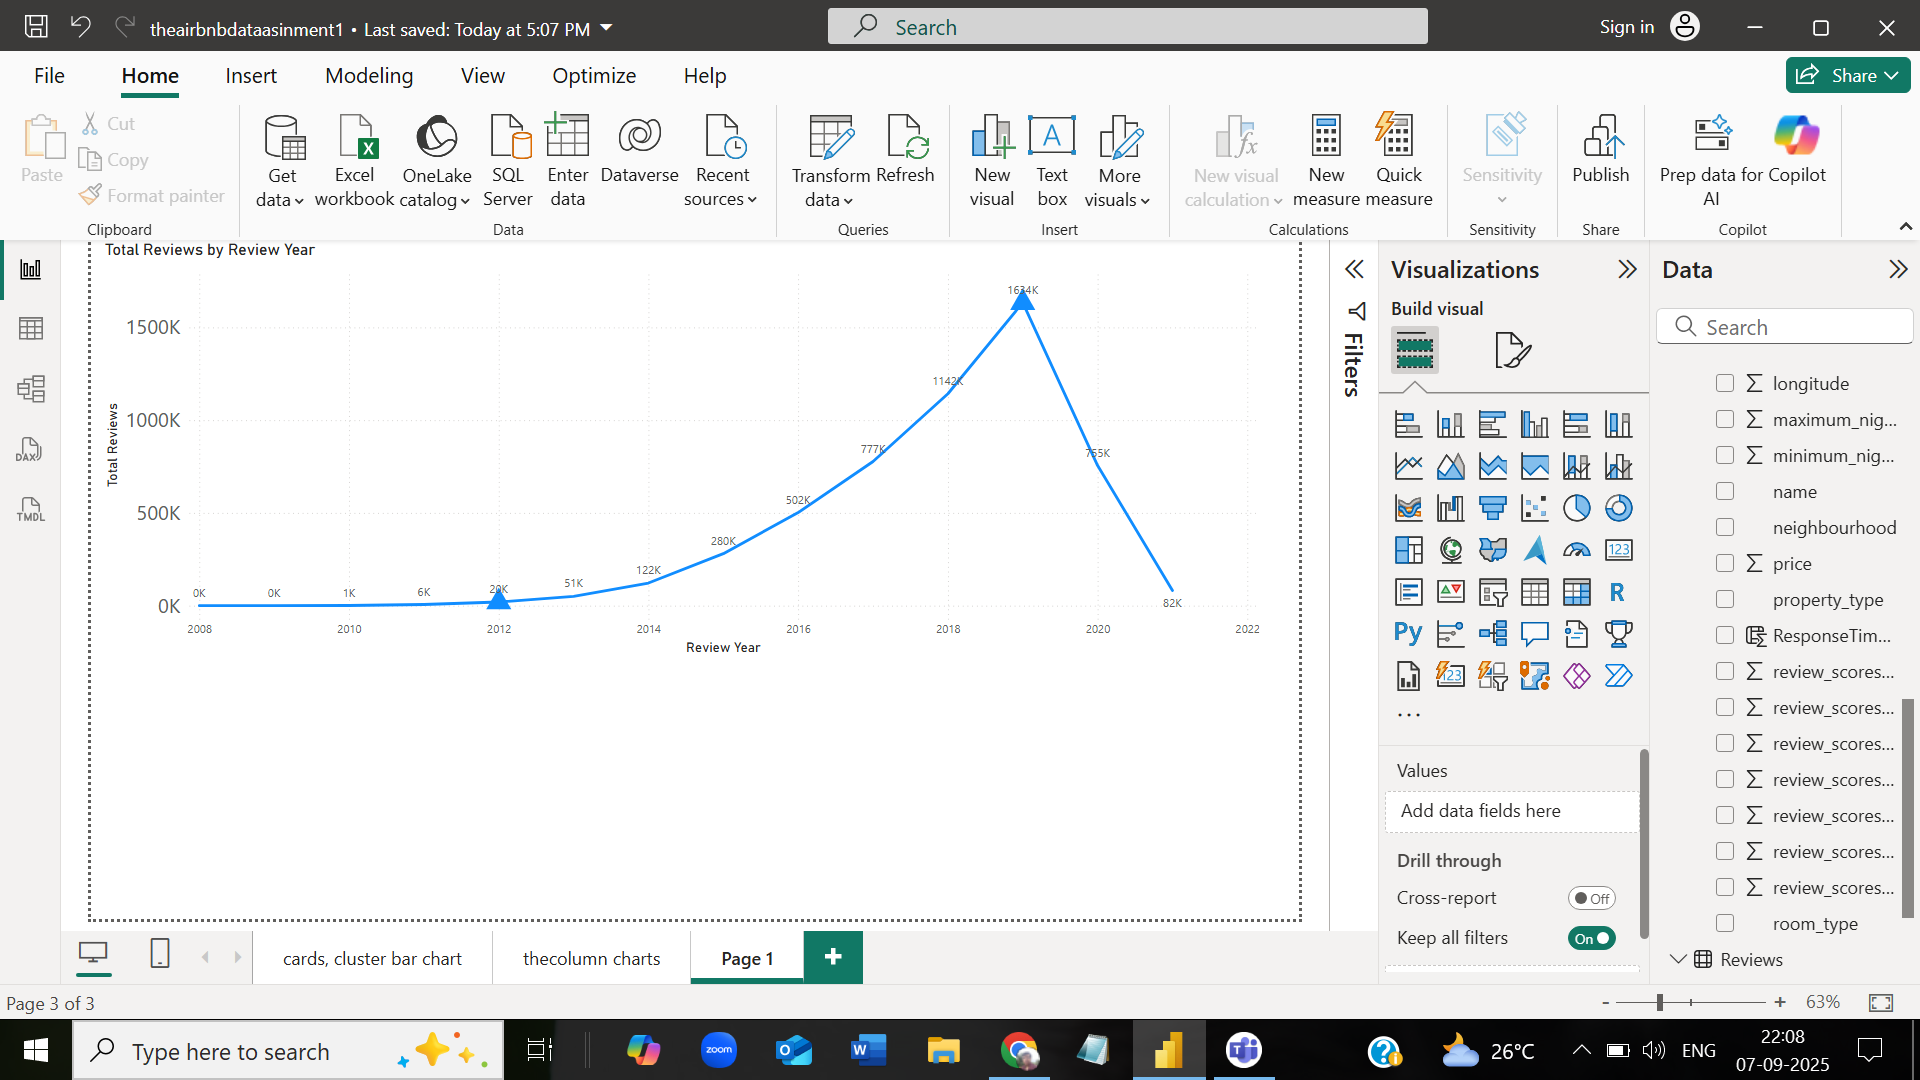 theairbnbdataasinment1 • Last saved: Today at 5:07 PM
Search
Sign in
File Home Insert Modeling View Optimize Help
Share
Paste
Cut
Copy
Format painter
Clipboard
Get data
Excel workbook
OneLake catalog
SQL Server
Enter data
Dataverse
Recent sources
Data
Transform data
Refresh
Queries
New visual
Text box
More visuals
Insert
New visual calculation
New measure
Quick measure
Calculations
Sensitivity
Sensitivity
Publish
Share
Prep data for AI
Copilot
Copilot
DAX
TMDL
Total Reviews by Review Year
Total Reviews
1500K
1000K
500K
0K
0K 0K 1K 6K 20K 51K 122K 280K 502K 777K 1142K 1634K 755K 82K
2008 2010 2012 2014 2016 2018 2020 2022
Review Year
Filters
Visualizations
Build visual
123
R
Py
123
...
Values
Add data fields here
Drill through
Cross-report
Off
Keep all filters
On
Data
Search
longitude
maximum_nig...
minimum_nig...
name
neighbourhood
price
property_type
ResponseTim...
review_scores...
review_scores...
review_scores...
review_scores...
review_scores...
review_scores...
review_scores...
room_type
Reviews
cards, cluster bar chart
thecolumn charts
Page 1
+
Page 3 of 3
- + 63%
Type here to search
zoom
26°C
ENG
22:08
07-09-2025